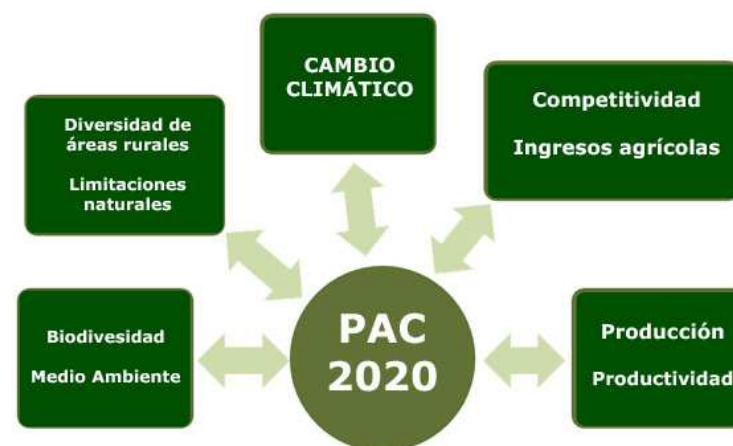 CAMBIO
CLIMÁTICO
Competitividad
Ingresos agrícolas
Diversidad de
áreas rurales
Limitaciones
naturales
Biodivesidad
Medio Ambiente
PAC
2020
Producción
Productividad